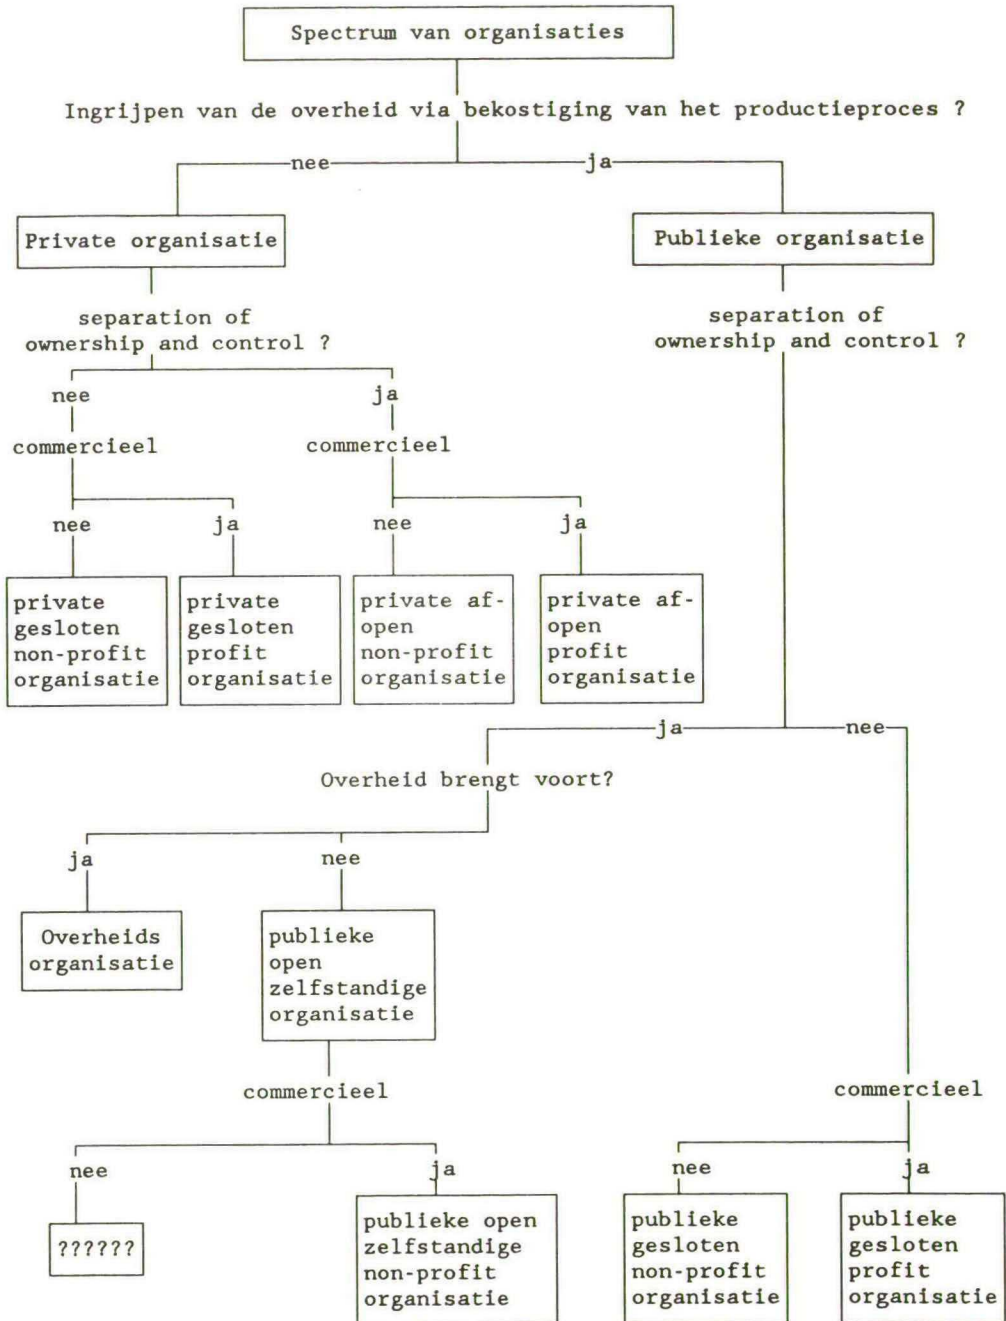 Spectrum van organisaties
Ingrijpen van de overheid via bekostiging van het productieproces ?
nee
ja
Private organisatie
Publieke organisatie
separation of
ownership and control ?
separation of
ownership and control ?
nee
ja
commercieel
commercieel
nee
ja
nee
ja
private
gesloten
non-profit
organisatie
private
gesloten
profit
organisatie
private af-
open
non-profit
organisatie
private af-
open
profit
organisatie
ja
nee
Overheid brengt voort?
ja
nee
Overheids
organisatie
publieke
open
zelfstandige
organisatie
commercieel
commercieel
nee
ja
nee
ja
??????
publieke open
zelfstandige
non-profit
organisatie
publieke
gesloten
non-profit
organisatie
publieke
gesloten
profit
organisatie